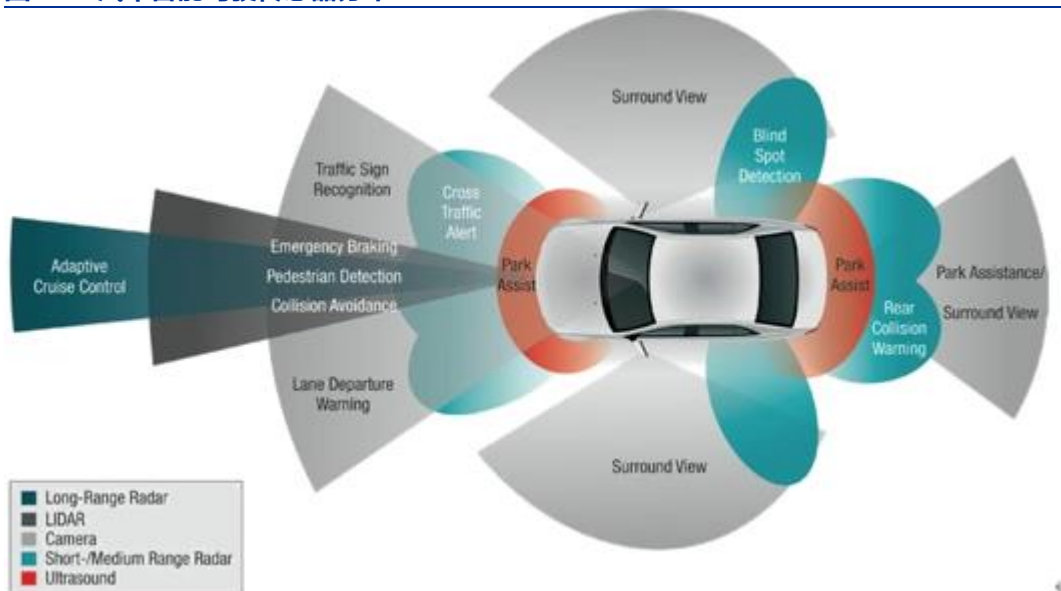 Surround View
Blind
Spot
Detection
Traffic Sign
Recognition
Cross
Traffic
Alert
Adaptive
Cruise Control
Emergency Braking
Pedestrian Detection
Collision Avoidance
Park
Assist
Park
Assist
Park Assistance/
Surround View
Rear
Collision
Warning
Lane Departure
Warning
Surround View
Long-Range Radar
LIDAR
Camera
Short-/Medium Range Radar
Ultrasound